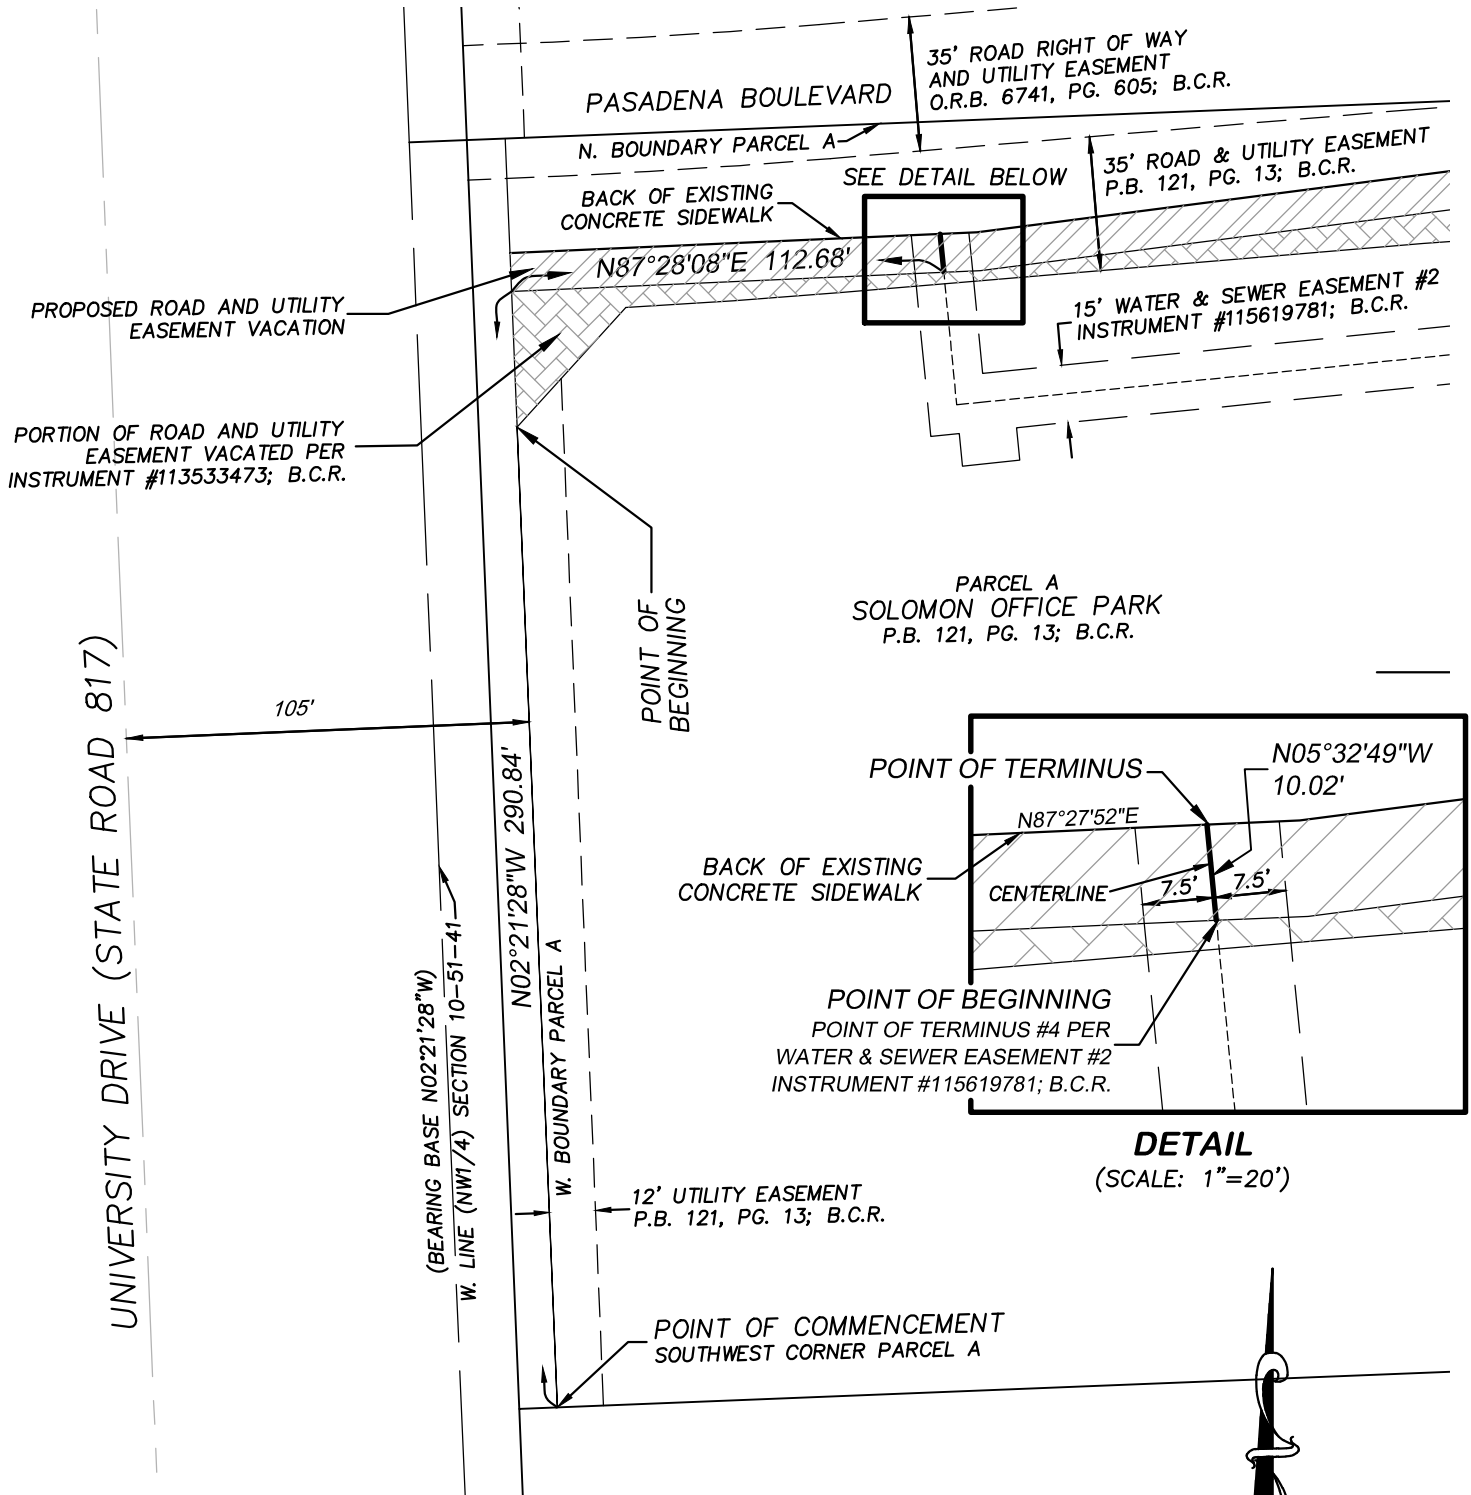 35' ROAD RIGHT OF WAY
AND UTILITY EASEMENT
O.R.B. 6741, PG. 605; B.C.R.
PASADENA BOULEVARD
N. BOUNDARY PARCEL A
35' ROAD & UTILITY EASEMENT
P.B. 121, PG. 13; B.C.R.
SEE DETAIL BELOW
BACK OF EXISTING
CONCRETE SIDEWALK
N87°28'08"E 112.68'
PROPOSED ROAD AND UTILITY
EASEMENT VACATION
15' WATER & SEWER EASEMENT #2
INSTRUMENT #115619781; B.C.R.
PORTION OF ROAD AND UTILITY
EASEMENT VACATED PER
INSTRUMENT #113533473; B.C.R.
POINT OF
BEGINNING
PARCEL A
SOLOMON OFFICE PARK
P.B. 121, PG. 13; B.C.R.
UNIVERSITY DRIVE (STATE ROAD 817)
105'
N02°21'28"W 290.84'
W. BOUNDARY PARCEL A
(BEARING BASE N02°21'28"W)
W. LINE (NW1/4) SECTION 10-51-41
POINT OF TERMINUS
N05°32'49"W
10.02'
N87°27'52"E
BACK OF EXISTING
CONCRETE SIDEWALK
CENTERLINE
7.5'
7.5'
POINT OF BEGINNING
POINT OF TERMINUS #4 PER
WATER & SEWER EASEMENT #2
INSTRUMENT #115619781; B.C.R.
DETAIL
(SCALE: 1"=20')
12' UTILITY EASEMENT
P.B. 121, PG. 13; B.C.R.
POINT OF COMMENCEMENT
SOUTHWEST CORNER PARCEL A